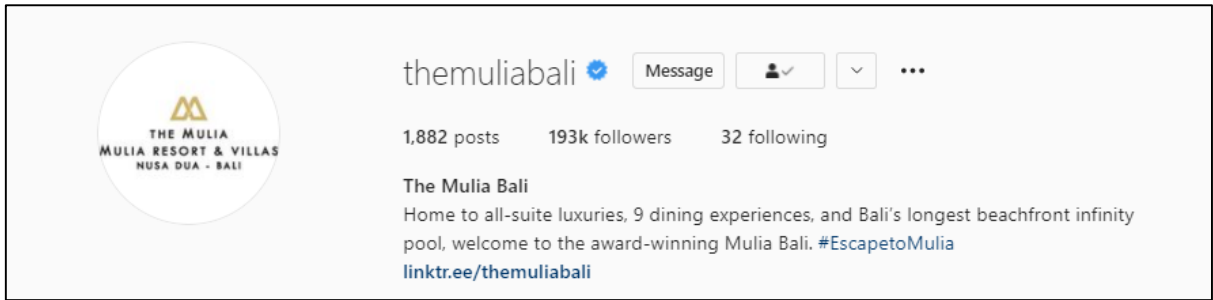 THE MULIA
MULIA RESORT & VILLAS
NUSA DUA - BALI
themuliabali
Message
1,882 posts 193k followers 32 following
The Mulia Bali
Home to all-suite luxuries, 9 dining experiences, and Bali's longest beachfront infinity
pool, welcome to the award-winning Mulia Bali. #EscapetoMulia
linktr.ee/themuliabali